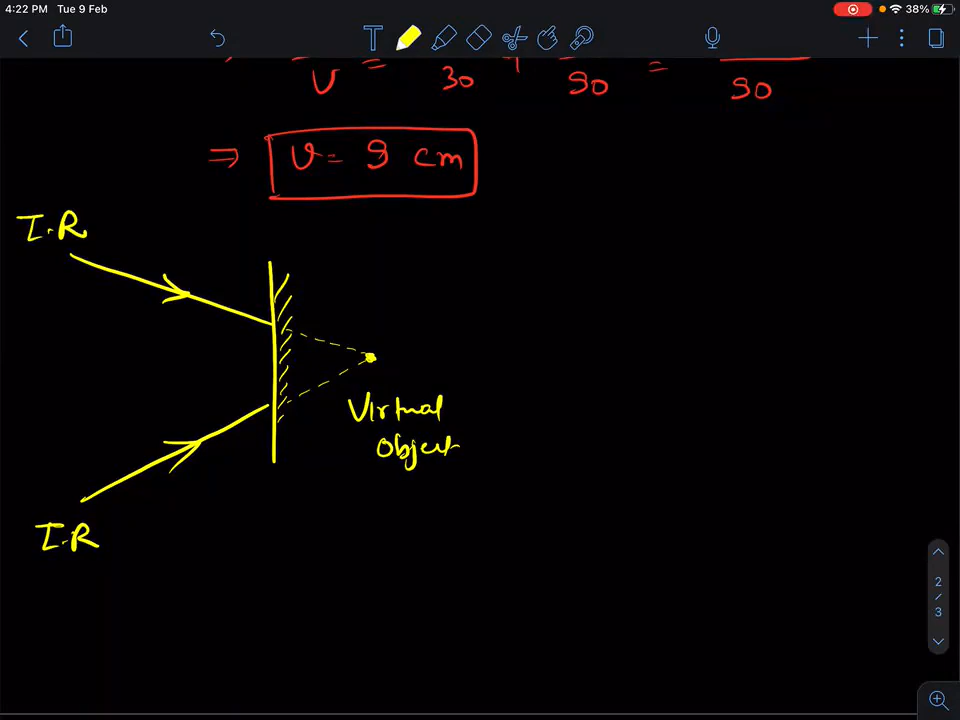 4:22 PM Tue 9 Feb
38%
T
v = 30 + 90 = 90
⇒ v = 9 cm
I.R
Virtual
Object
I.R
2
/
3